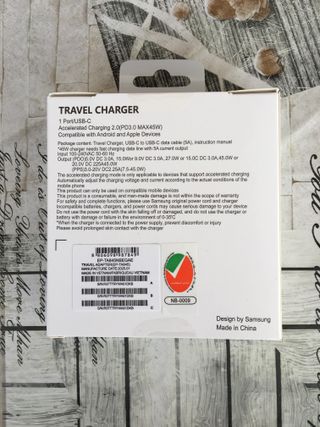 TRAVEL CHARGER
1 Port/USB-C
Accelerated Charging 2.0(PD3.0 MAX45W)
Compatible with Android and Apple Devices
Package content: Travel Charger, USB-C to USB-C data cable (5A), instruction manual
*45W charger needs fast charging data line with 5A current output
Input 100-240VAC 50-60 Hz
Output (PDO)5.0V DC 3.0A, 15.0Wor 9.0V DC 3.0A, 27.0W or 15.0C DC 3.0A,45.0W or
20.0V DC 225A45.0W
(PPS)3.0-20V DC2.25A(7.5-45.0W)
The accelerated charging mode is only applicable to devices that support accelerated charging
Automatically adjust the charging voltage and current according to the actual conditions of the
mobile phone
This product can only be used on compatible mobile devices
This product is a consumable, and man-made damage is not within the scope of warranty
For safety and complete functions, please use Samsung original power cord and charger
Incompatible batteries, chargers, and power cords may cause serious damage to your device
Do not use the power cord with the skin falling off or damaged, and do not use the charger or
battery with damage or failure in the environment of 0-35°C
*When the charger is connected to the power supply, prevent discomfort or injury
Please avoid prolonged skin contact with the charger
MANUFACTURE DATE:
NB-0009
Design by Samsung
Made in China